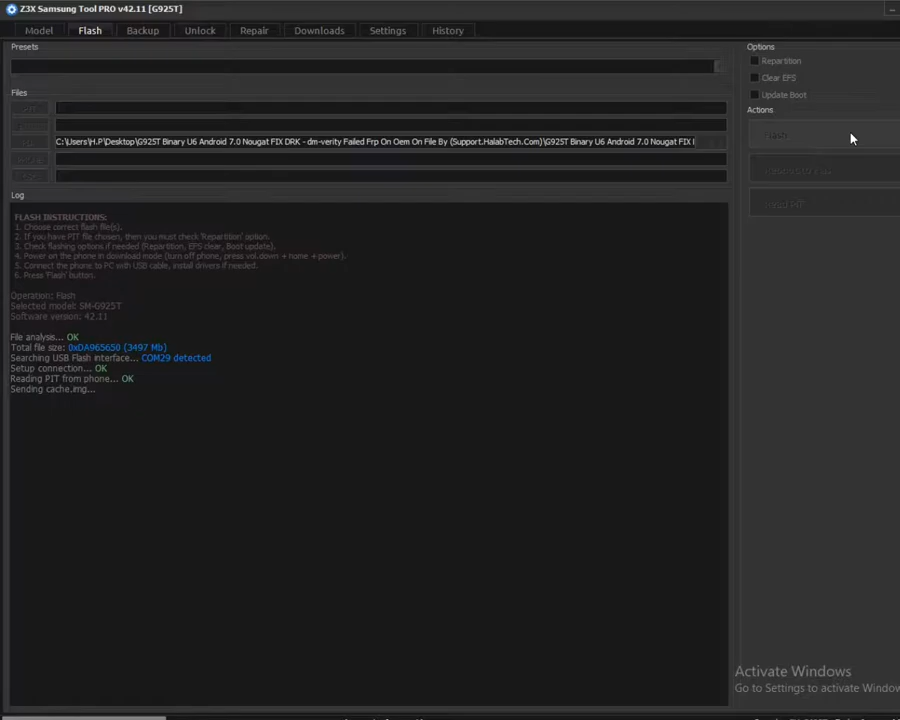 Z3X Samsung Tool PRO v42.11 [G925T]
Model Flash Backup Unlock Repair Downloads Settings History
Presets
Options
Repartition
Clear EFS
Update Boot
Files
C:\Users\H.P\Desktop\G925T Binary U6 Android 7.0 Nougat FIX DRK - dm-verity Failed Frp On Oem On File By (Support.HalabTech.Com)\G925T Binary U6 Android 7.0 Nougat FIX
Actions
Flash
Read PIT
Log
FLASH INSTRUCTIONS:
1. Choose correct flash file(s).
2. If you have PIT file chosen, then you must check 'Repartition' option.
3. Check flashing options if needed (Repartition, EFS clear, Boot update).
4. Power on the phone in download mode (turn off phone, press vol.down + home + power).
5. Connect the phone to PC with USB cable, install drivers if needed.
6. Press 'Flash' button.
Operation: Flash
Selected model: SM-G925T
Software version: 42.11
File analysis... OK
Total file size: 0xDA965650 (3497 Mb)
Searching USB Flash interface... COM29 detected
Setup connection... OK
Reading PIT from phone... OK
Sending cache.img...
Activate Windows
Go to Settings to activate Window